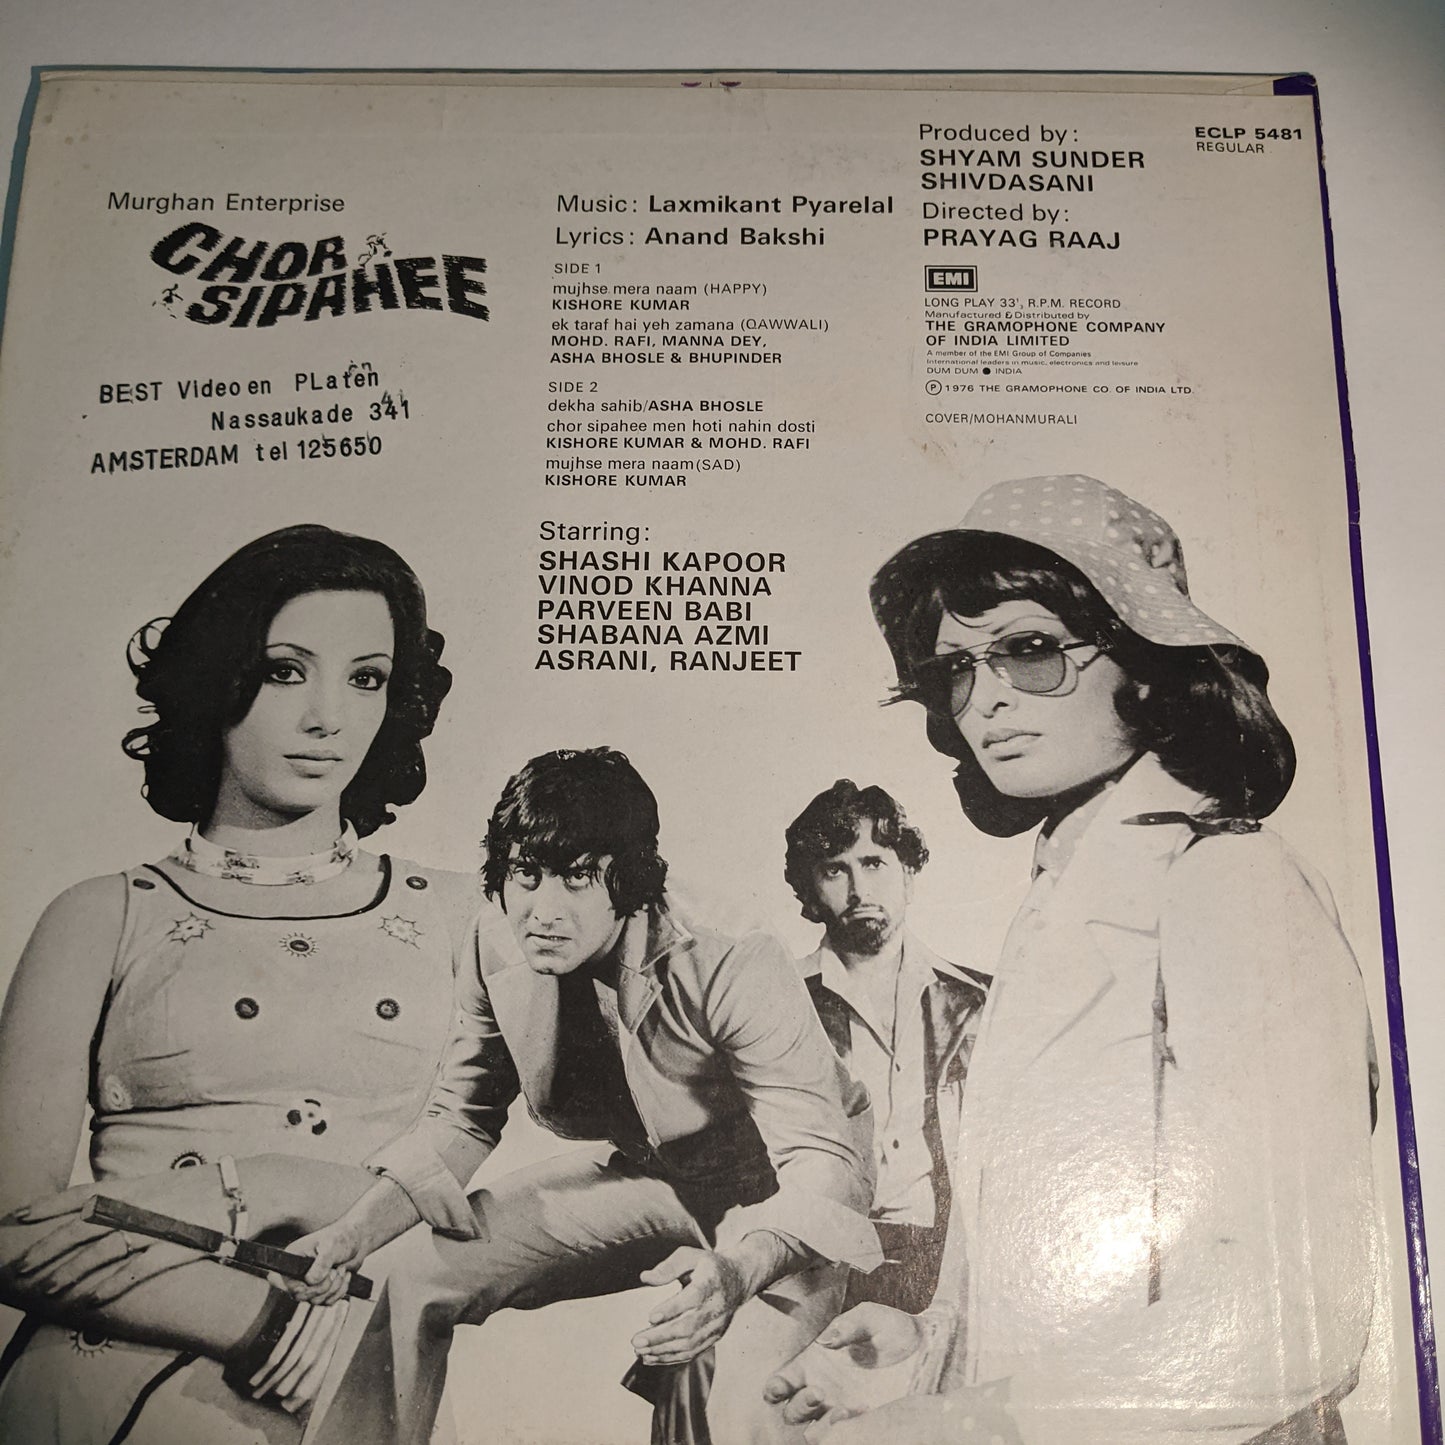 Murghan Enterprise
CHOR
SIPAHEE
BEST Video en PLaten
Nassaukade 341
AMSTERDAM tel 125650
Music: Laxmikant Pyarelal
Lyrics: Anand Bakshi
SIDE 1
mujhse mera naam (HAPPY)
KISHORE KUMAR
ek taraf hai yeh zamana (QAWWALI)
MOHD. RAFI, MANNA DEY,
ASHA BHOSLE & BHUPINDER
SIDE 2
dekha sahib/ASHA BHOSLE
chor sipahee men hoti nahin dosti
KISHORE KUMAR & MOHD. RAFI
mujhse mera naam (SAD)
KISHORE KUMAR
Starring:
SHASHI KAPOOR
VINOD KHANNA
PARVEEN BABI
SHABANA AZMI
ASRANI, RANJEET
Produced by:
SHYAM SUNDER
SHIVDASANI
Directed by:
PRAYAG RAAJ
ECLP 5481
REGULAR
EMI
LONG PLAY 33⅓ R.P.M. RECORD
Manufactured & Distributed by
THE GRAMOPHONE COMPANY
OF INDIA LIMITED
A member of the EMI Group of Companies
International leaders in music, electronics and leisure
DUM DUM ● INDIA
Ⓟ 1976 THE GRAMOPHONE CO. OF INDIA LTD.
COVER/MOHANMURALI